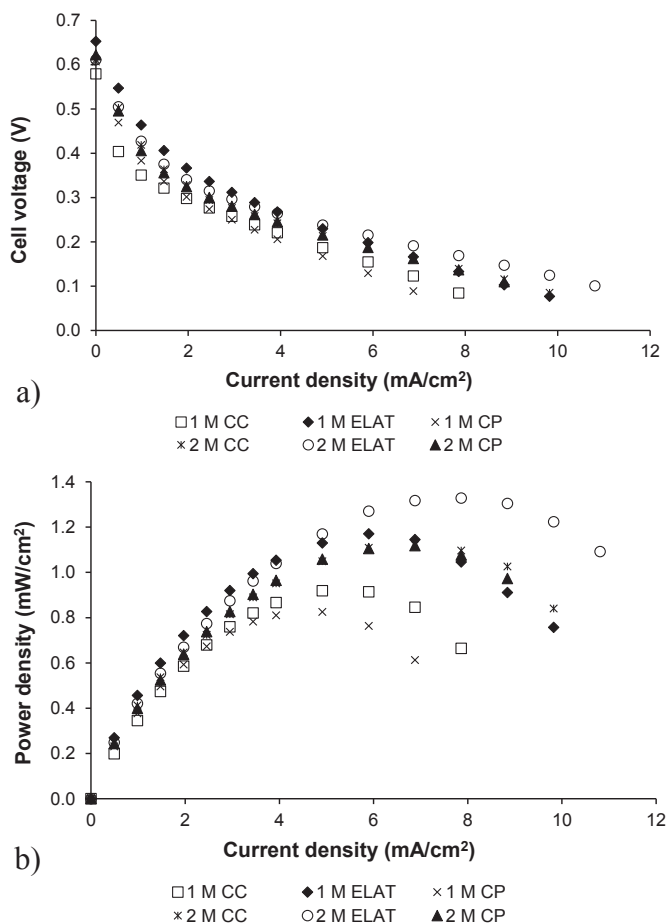 0.7
0.6
0.5
0.4
0.3
0.2
0.1
0.0
Cell voltage (V)
0 2 4 6 8 10 12
Current density (mA/cm²)
a)
1 M CC 1 M ELAT 1 M CP
2 M CC 2 M ELAT 2 M CP
1.4
1.2
1.0
0.8
0.6
0.4
0.2
0.0
Power density (mW/cm²)
0 2 4 6 8 10 12
Current density (mA/cm²)
b)
1 M CC 1 M ELAT 1 M CP
2 M CC 2 M ELAT 2 M CP